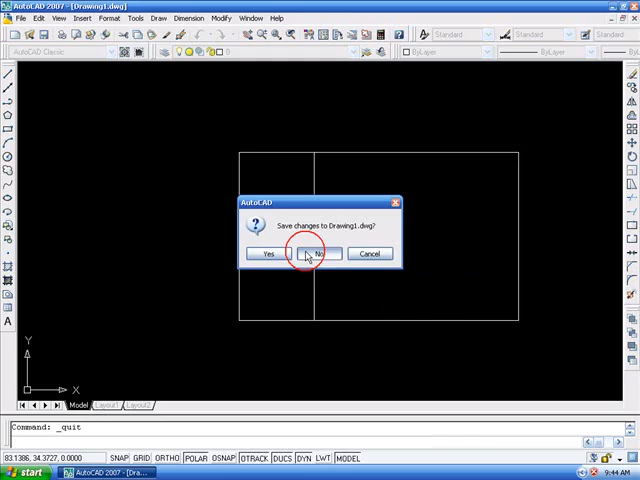 AutoCAD 2007 - [Drawing1.dwg]
File Edit View Insert Format Tools Draw Dimension Modify Window Help
Standard Standard Standard
AutoCAD Classic 0 ByLayer ByLayer
AutoCAD
Save changes to Drawing1.dwg?
Yes No Cancel
Y
X
A
Model Layout1 Layout2
Command: _quit
83.1386, 34.3727, 0.0000 SNAP GRID ORTHO POLAR OSNAP OTRACK DUCS DYN LWT MODEL
start AutoCAD 2007 - [Dra... 9:44 AM